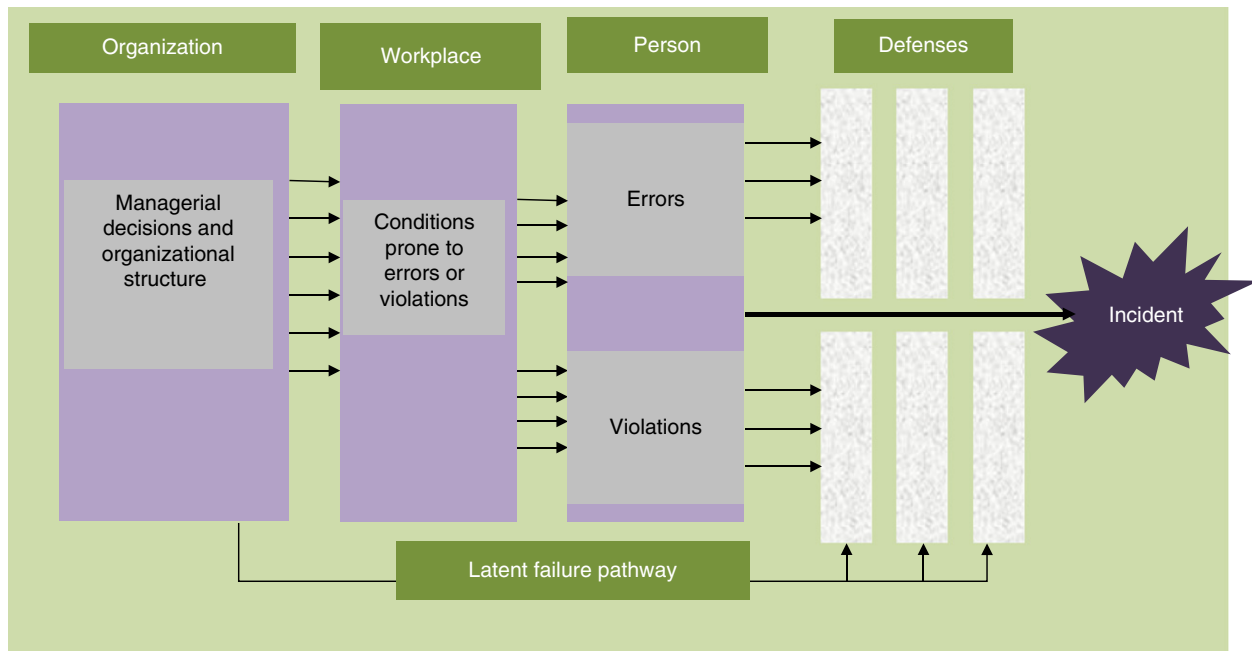 Organization
Workplace
Person
Defenses
Managerial
decisions and
organizational
structure
Conditions
prone to
errors or
violations
Errors
Violations
Incident
Latent failure pathway